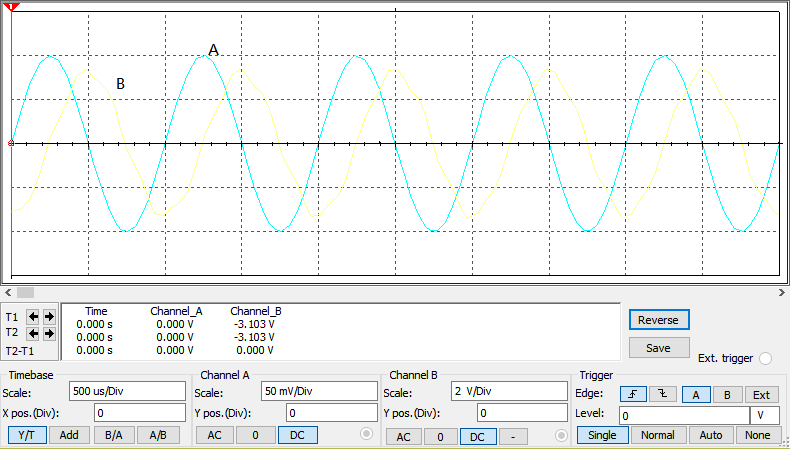 T
A
B
T1
T2
T2-T1
Time Channel_A Channel_B
0.000 s 0.000 V -3.103 V
0.000 s 0.000 V -3.103 V
0.000 s 0.000 V 0.000 V
Reverse
Save
Ext. trigger
Timebase
Scale: 500 us/Div
X pos.(Div): 0
Y/T Add B/A A/B
Channel A
Scale: 50 mV/Div
Y pos.(Div): 0
AC 0 DC
Channel B
Scale: 2 V/Div
Y pos.(Div): 0
AC 0 DC -
Trigger
Edge: A B Ext
Level: 0 V
Single Normal Auto None